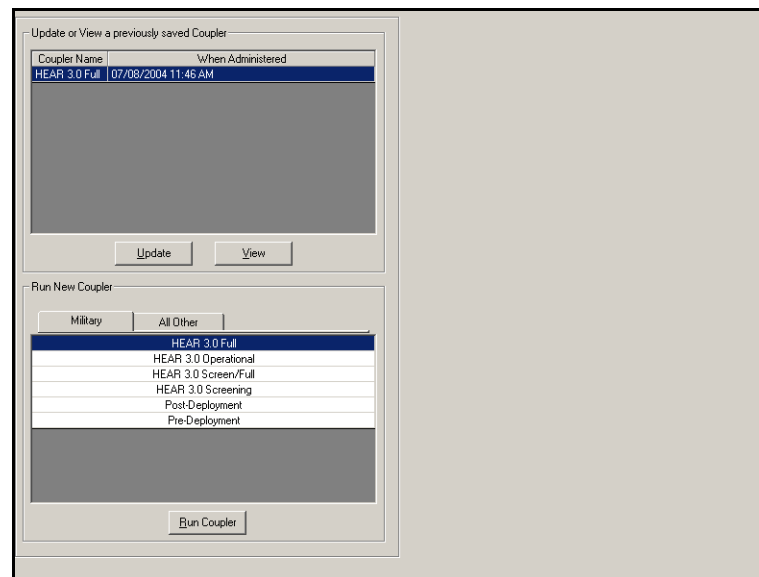 Update or View a previously saved Coupler
Coupler Name When Administered
HEAR 3.0 Full 07/08/2004 11:46 AM
Update View
Run New Coupler
Military All Other
HEAR 3.0 Full
HEAR 3.0 Operational
HEAR 3.0 Screen/Full
HEAR 3.0 Screening
Post-Deployment
Pre-Deployment
Run Coupler